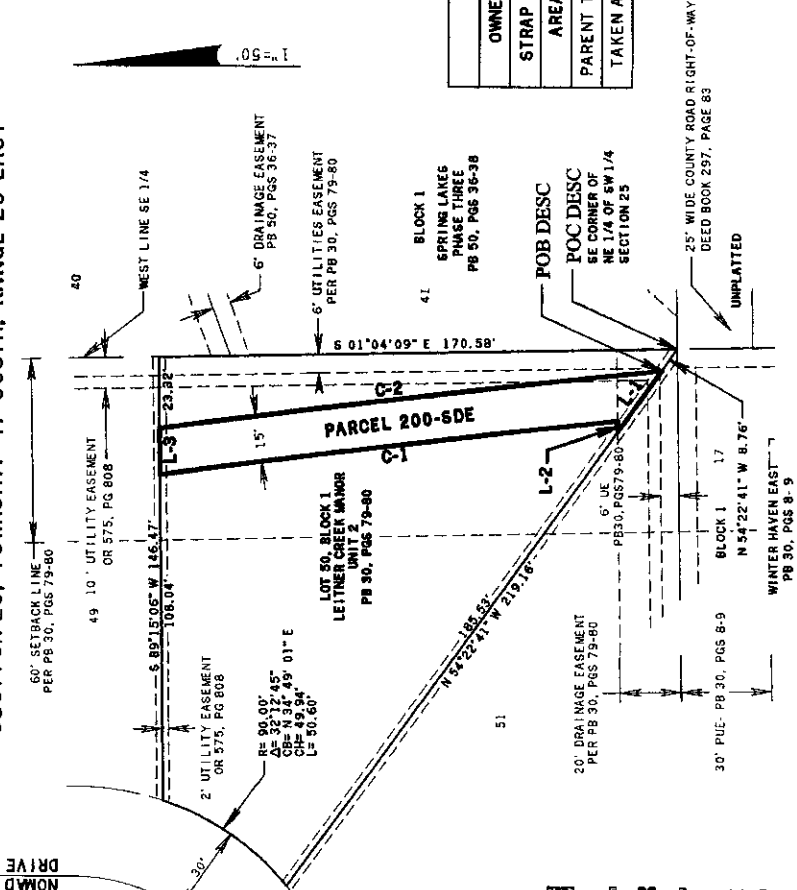 60' SETBACK LINE
PER PB 30, PGS 79-80
40
WEST LINE SE 1/4
1"=50'
49 10' UTILITY EASEMENT
OR 575, PG 808
6' DRAINAGE EASEMENT
PB 50, PGS 36-37
6' UTILITIES EASEMENT
PER PB 30, PGS 79-80
NOMAD
DRIVE
S 89°15'06" W 146.47'
108.04'
L-3
23.32'
2' UTILITY EASEMENT
OR 575, PG 808
R= 90.00'
Δ= 32°12'45"
CB= N 34° 49' 01" E
CH= 49.94'
L= 50.60'
30'
15'
PARCEL 200-SDE
C-1
C-2
S 01°04'09" E 170.58'
LOT 50, BLOCK 1
LEITNER CREEK MANOR
UNIT 2
PB 30, PGS 79-80
BLOCK 1
SPRING LAKES
PHASE THREE
PB 50, PGS 36-38
41
POB DESC
POC DESC
SE CORNER OF
NE 1/4 OF SW 1/4
SECTION 25
L-1
L-2
185.53'
N 54°22'41" W 219.16'
51
20' DRAINAGE EASEMENT
PER PB 30, PGS 79-80
6' UE
PB30, PGS79-80
30' PUE- PB 30, PGS 8-9
BLOCK 1 17
N 54°22'41" W 8.76'
WINTER HAVEN EAST
PB 30, PGS 8- 9
25' WIDE COUNTY ROAD RIGHT-OF-WAY
DEED BOOK 297, PAGE 83
UNPLATTED
OWNE
STRAP
AREA
PARENT T
TAKEN A